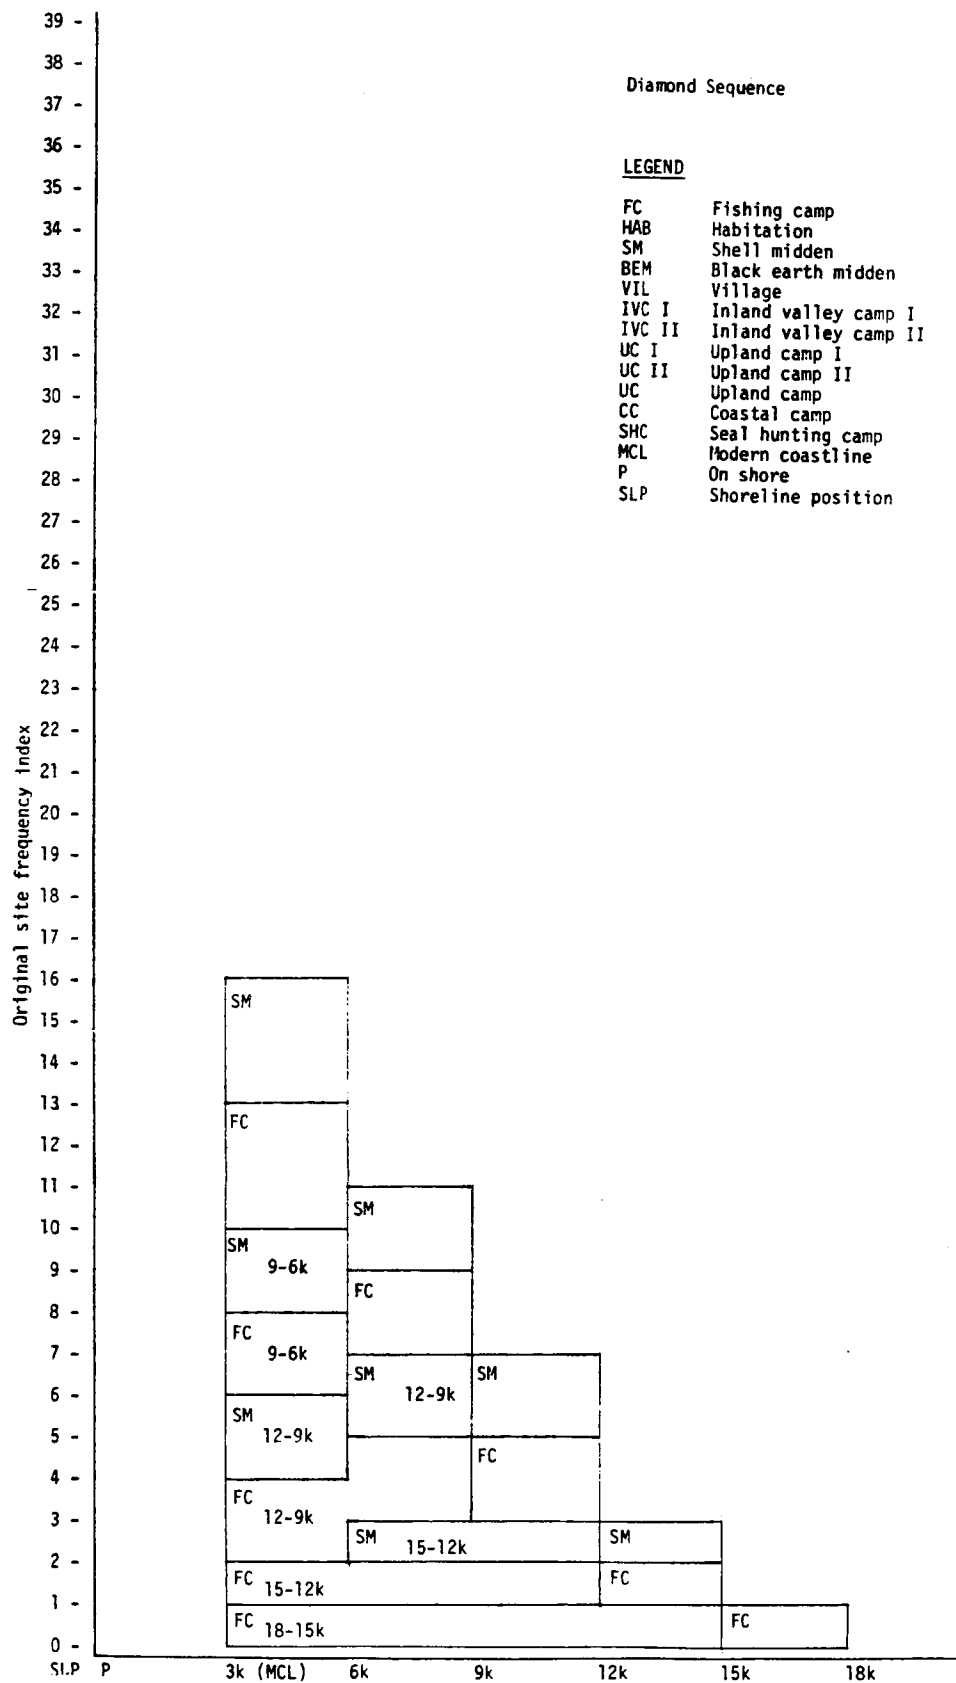 Diamond Sequence
LEGEND
FC Fishing camp
HAB Habitation
SM Shell midden
BEM Black earth midden
VIL Village
IVC I Inland valley camp I
IVC II Inland valley camp II
UC I Upland camp I
UC II Upland camp II
UC Upland camp
CC Coastal camp
SHC Seal hunting camp
MCL Modern coastline
P On shore
SLP Shoreline position
Original site frequency index
39 -
38 -
37 -
36 -
35 -
34 -
33 -
32 -
31 -
30 -
29 -
28 -
27 -
26 -
25 -
24 -
23 -
22 -
21 -
20 -
19 -
18 -
17 -
16 -
15 -
14 -
13 -
12 -
11 -
10 -
9 -
8 -
7 -
6 -
5 -
4 -
3 -
2 -
1 -
0 -
SM
FC
SM
9-6k
FC
9-6k
SM
12-9k
FC
12-9k
FC 15-12k
FC 18-15k
SM
FC
SM
12-9k
SM
15-12k
SM
FC
SM
FC
FC
SLP P 3k (MCL) 6k 9k 12k 15k 18k